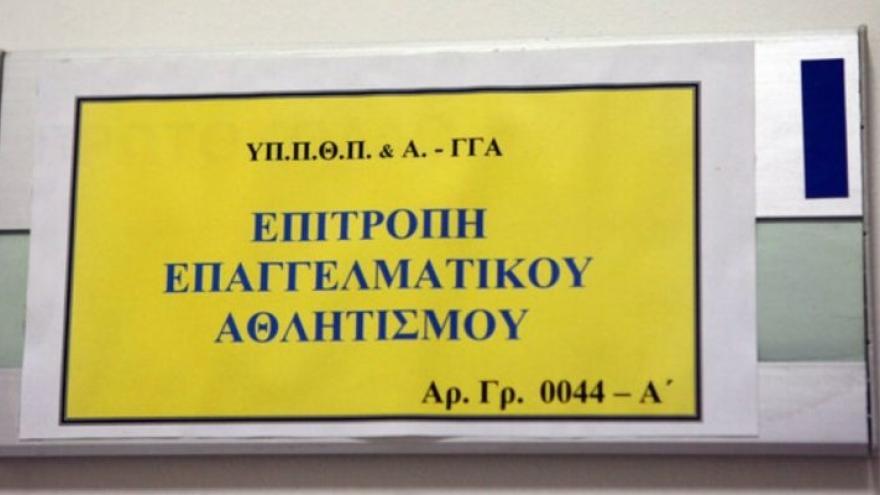 ΥΠ.Π.Θ.Π. & Α. - ΓΓΑ
ΕΠΙΤΡΟΠΗ
ΕΠΑΓΓΕΛΜΑΤΙΚΟΥ
ΑΘΛΗΤΙΣΜΟΥ
Αρ. Γρ. 0044 – Α΄